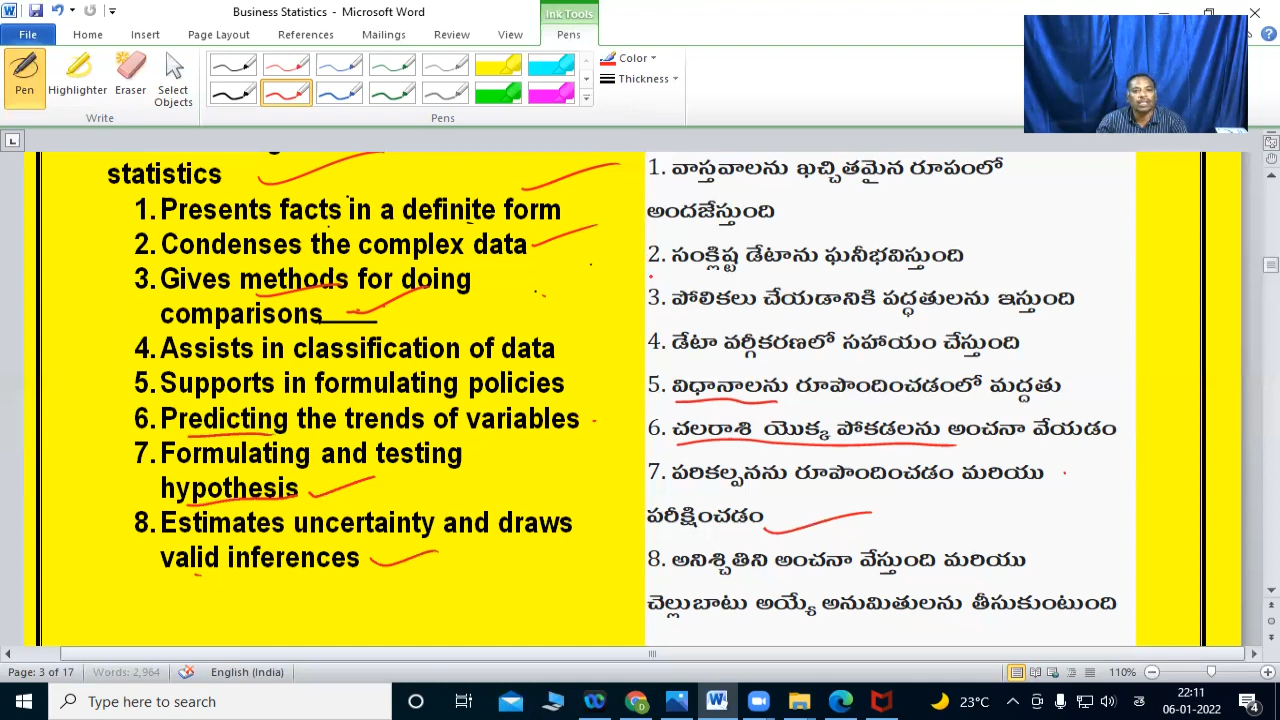 Business Statistics - Microsoft Word
Ink Tools
File Home Insert Page Layout References Mailings Review View Pens
Pen Highlighter Eraser Select Objects
Color
Thickness
Write Pens
statistics
1. Presents facts in a definite form
2. Condenses the complex data
3. Gives methods for doing
comparisons
4. Assists in classification of data
5. Supports in formulating policies
6. Predicting the trends of variables
7. Formulating and testing
hypothesis
8. Estimates uncertainty and draws
valid inferences
1. వాస్తవాలను ఖచ్చితమైన రూపంలో
అందజేస్తుంది
2. సంక్లిష్ట డేటాను ఘనీభవిస్తుంది
3. పోలికలు చేయడానికి పద్ధతులను ఇస్తుంది
4. డేటా వర్గీకరణలో సహాయం చేస్తుంది
5. విధానాలను రూపొందించడంలో మద్దతు
6. చలరాశి యొక్క పోకడలను అంచనా వేయడం
7. పరికల్పనను రూపొందించడం మరియు
పరీక్షించడం
8. అనిశ్చితిని అంచనా వేస్తుంది మరియు
చెల్లుబాటు అయ్యే అనుమితులను తీసుకుంటుంది
Page: 3 of 17 Words: 2,964 English (India) 110%
Type here to search
23°C
22:11
06-01-2022
4